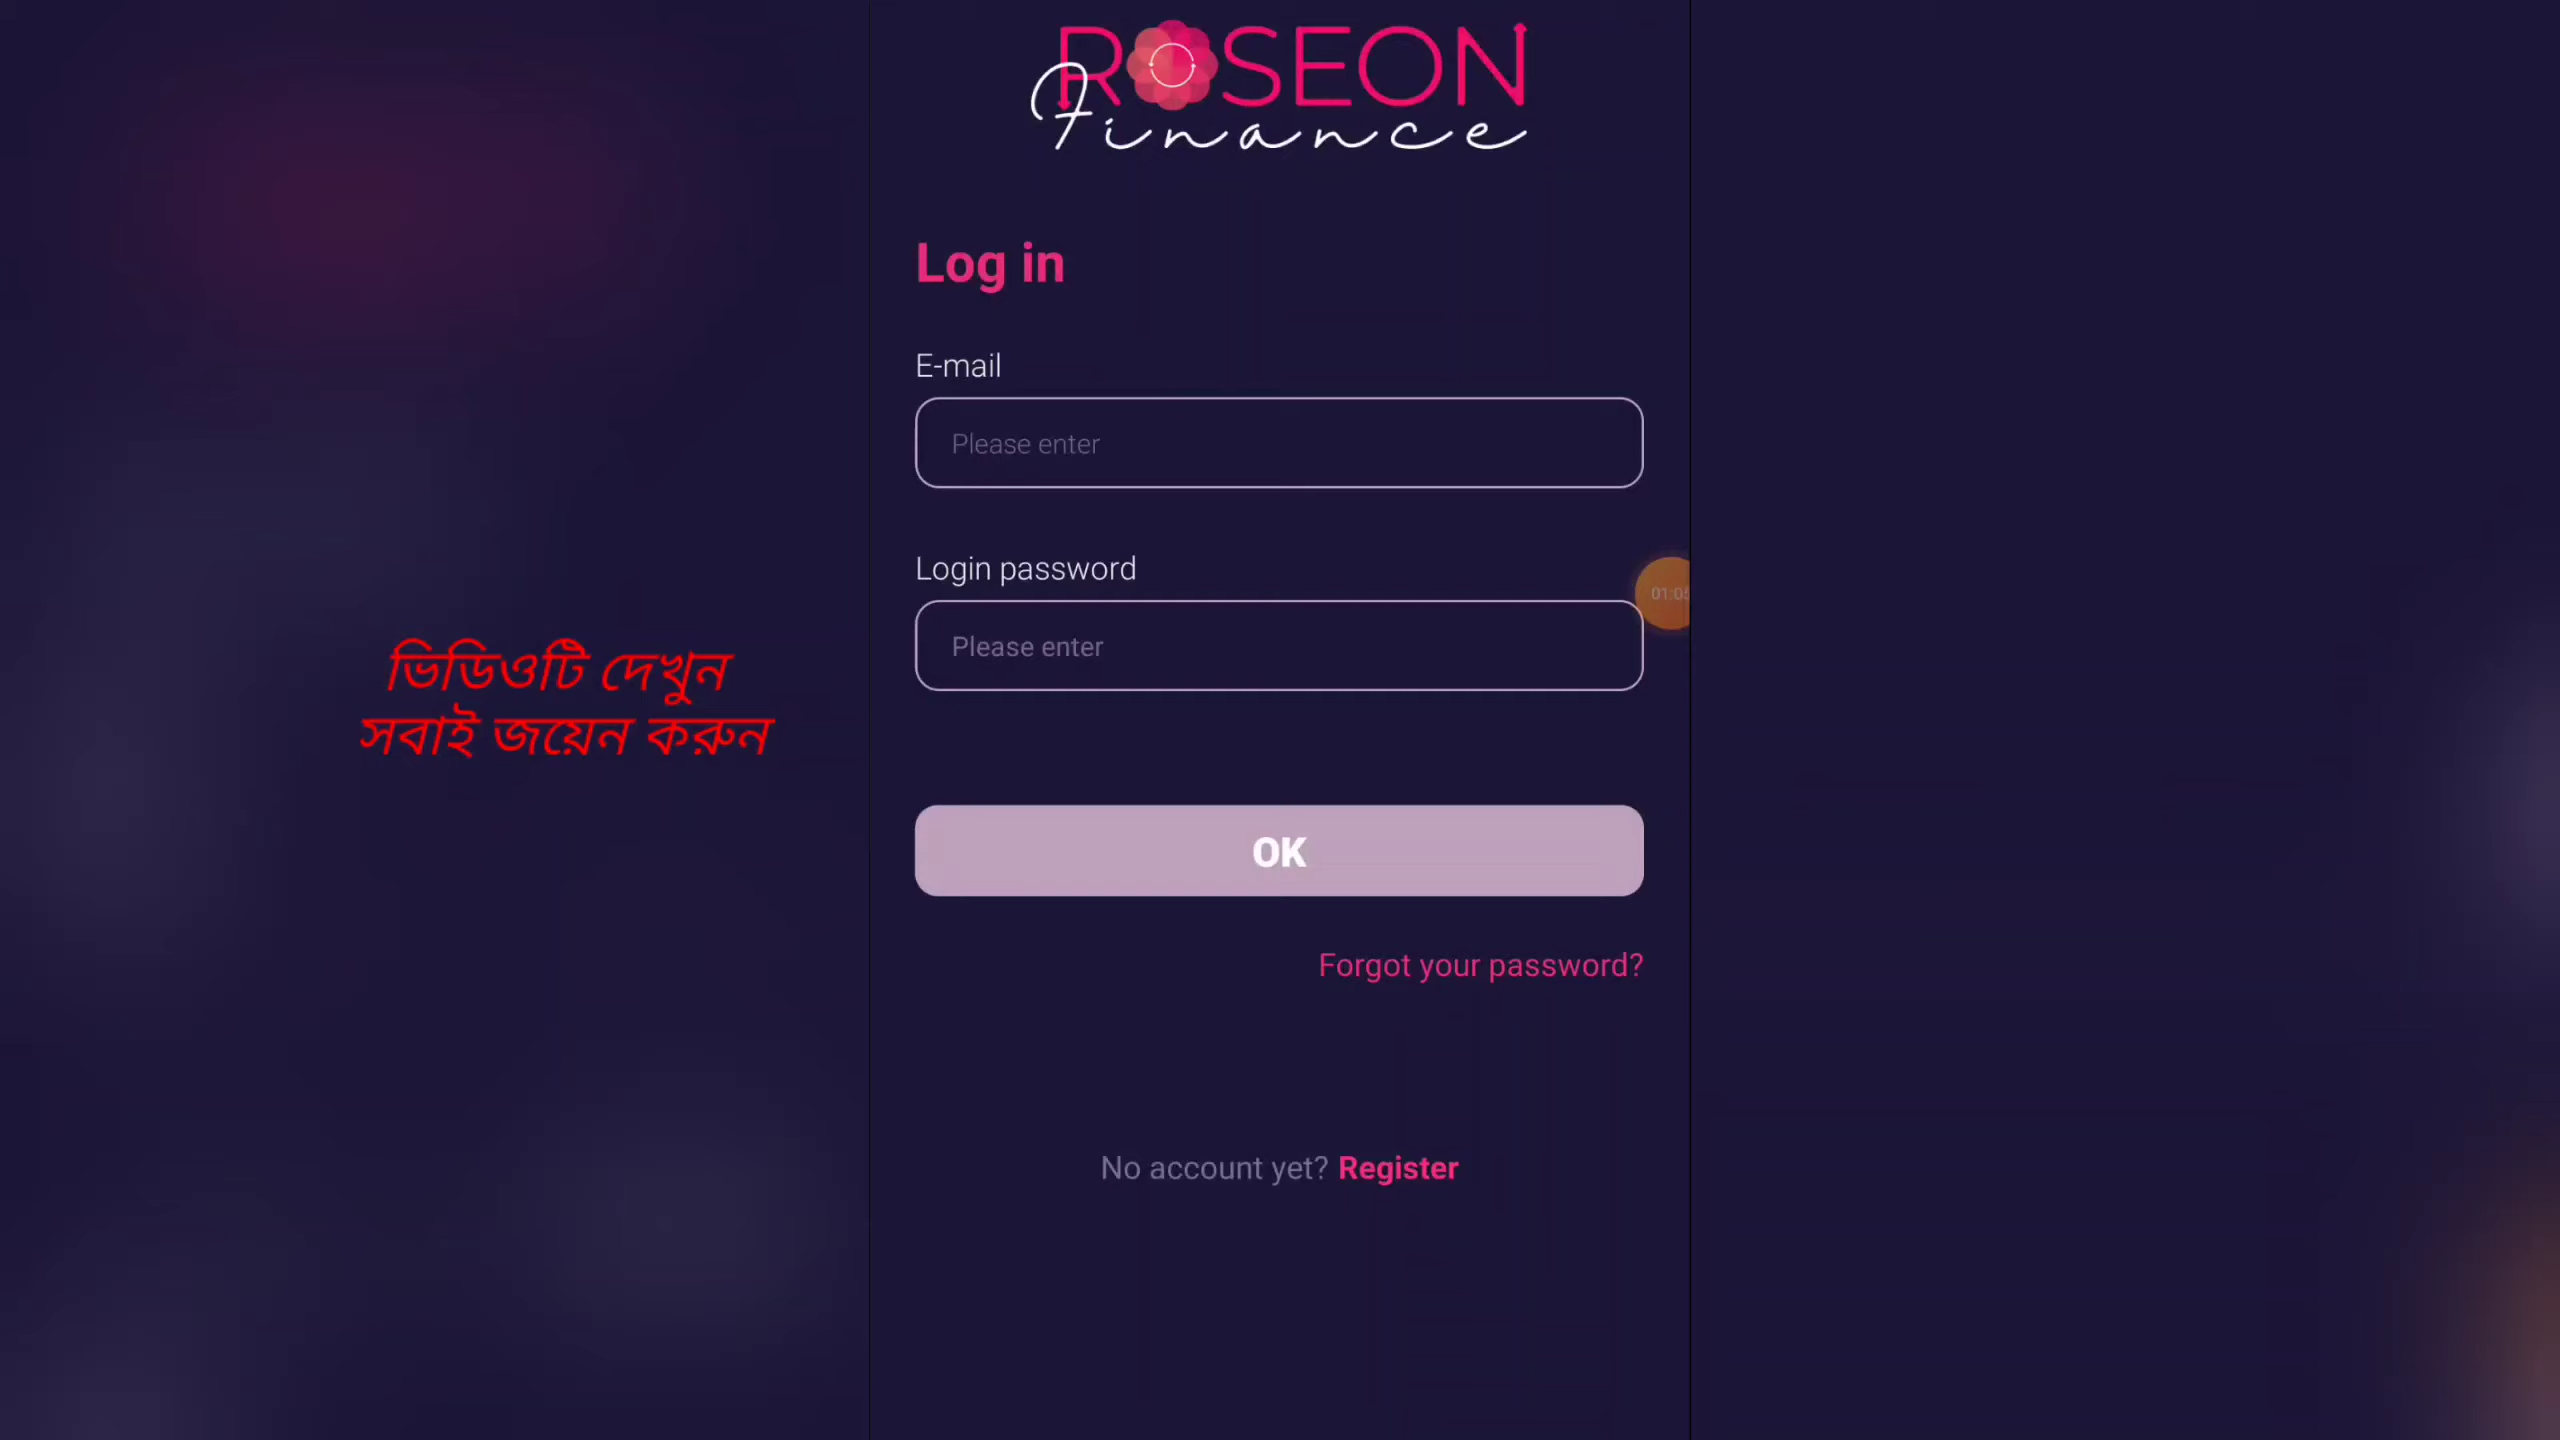 ROSEON
Finance
Log in
E-mail
Please enter
Login password
Please enter
ভিডিওটি দেখুন
সবাই জয়েন করুন
OK
Forgot your password?
No account yet? Register